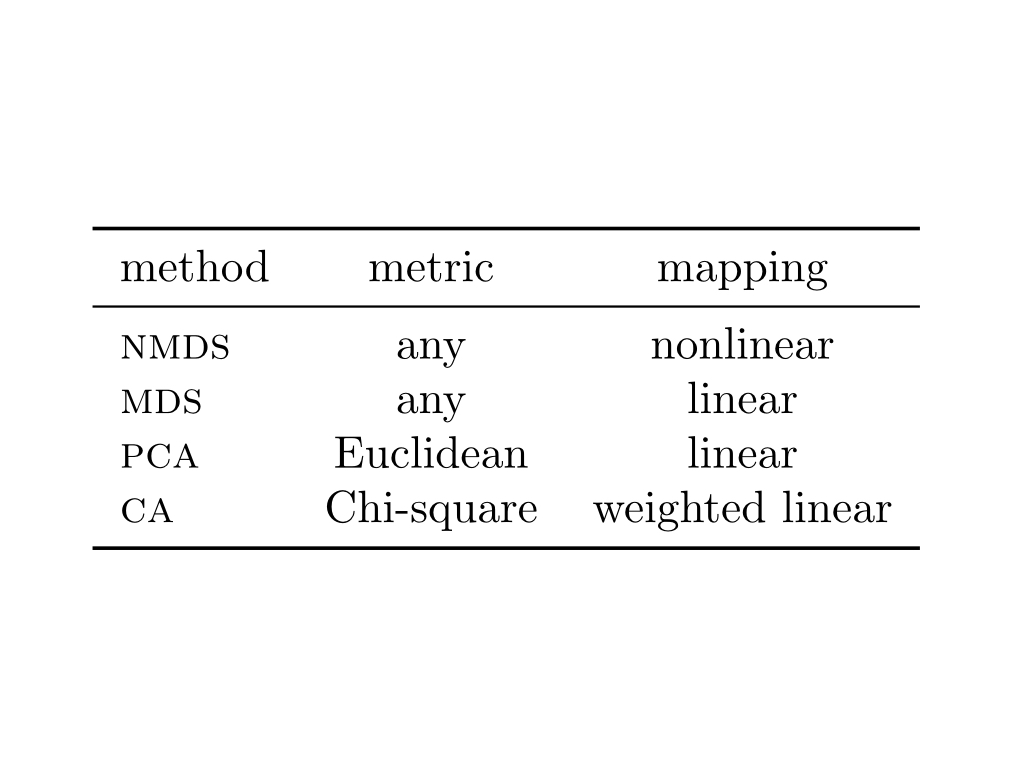 method metric mapping
NMDS any nonlinear
MDS any linear
PCA Euclidean linear
CA Chi-square weighted linear